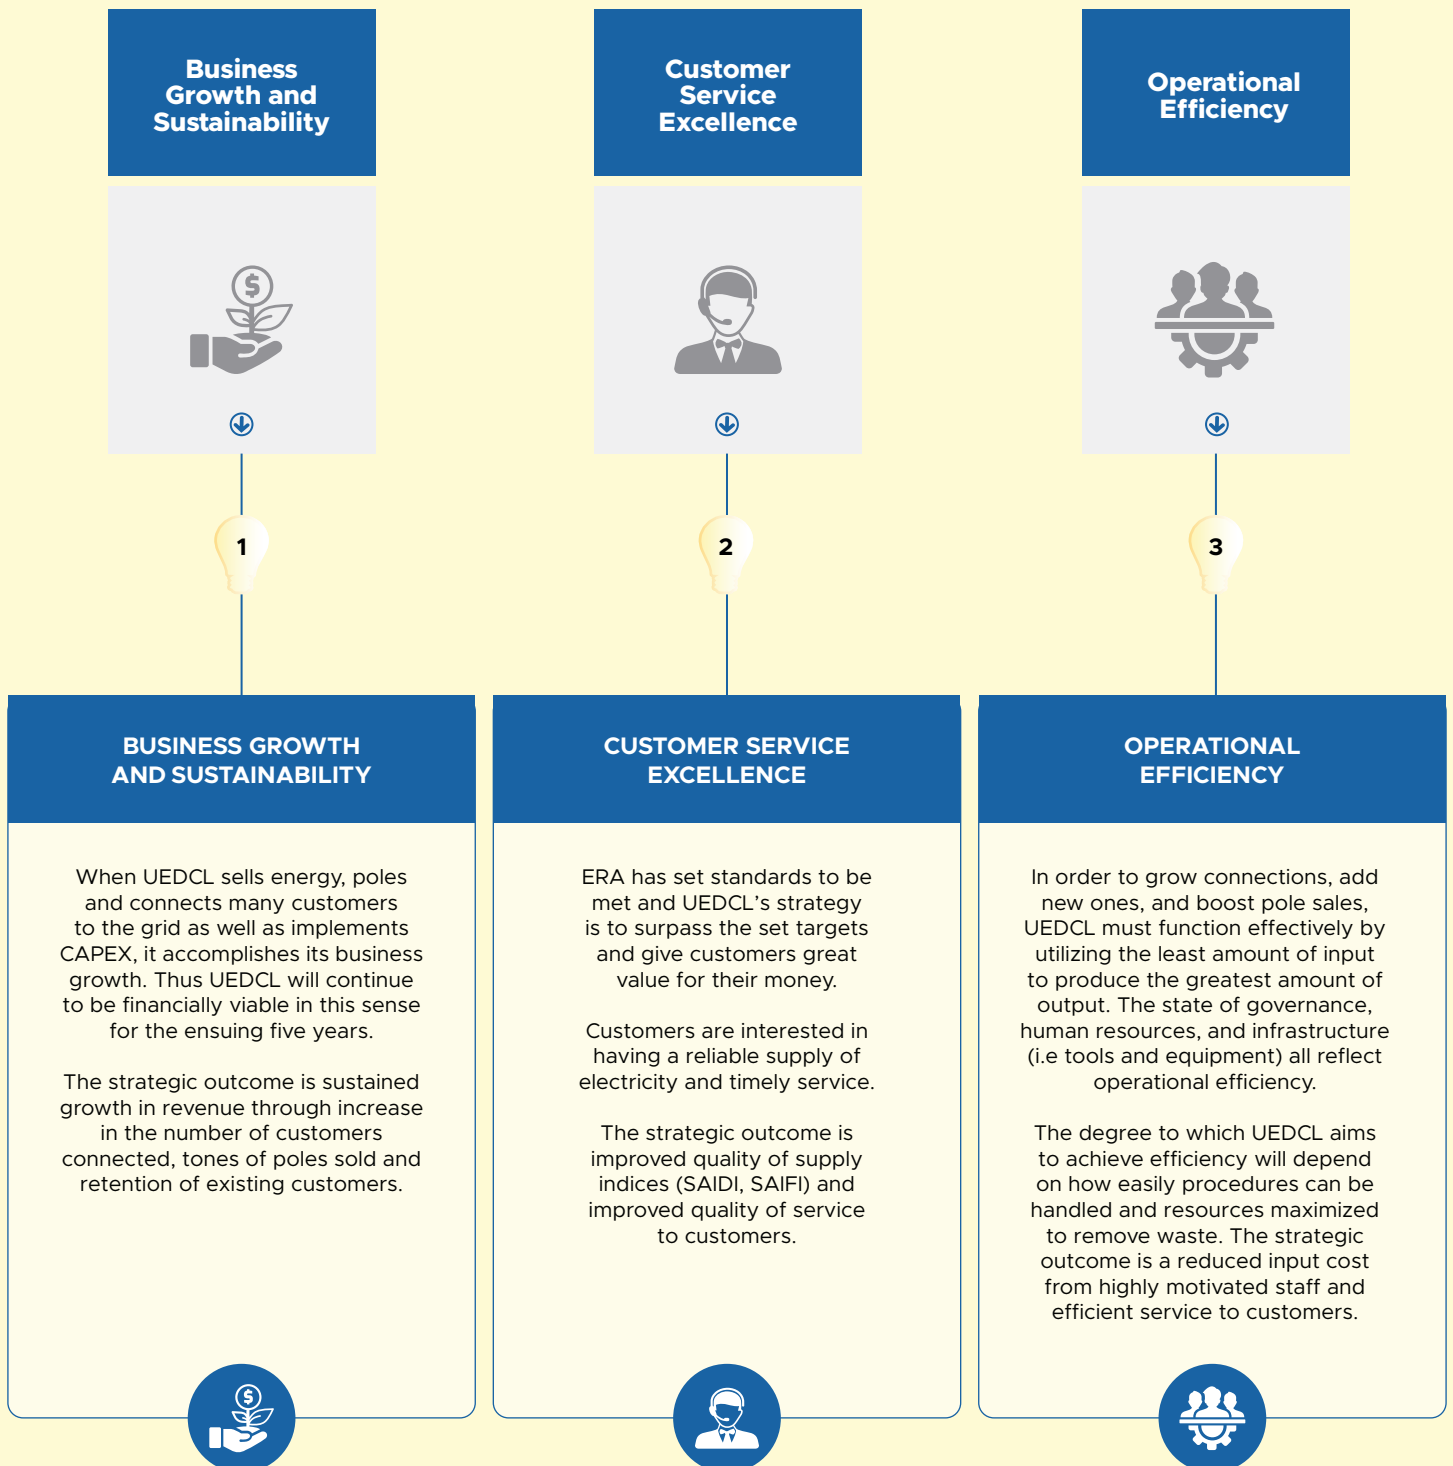 Business
Growth and
Sustainability
$
1
BUSINESS GROWTH
AND SUSTAINABILITY
When UEDCL sells energy, poles
and connects many customers
to the grid as well as implements
CAPEX, it accomplishes its business
growth. Thus UEDCL will continue
to be financially viable in this sense
for the ensuing five years.
The strategic outcome is sustained
growth in revenue through increase
in the number of customers
connected, tones of poles sold and
retention of existing customers.
$
Customer
Service
Excellence
2
CUSTOMER SERVICE
EXCELLENCE
ERA has set standards to be
met and UEDCL's strategy
is to surpass the set targets
and give customers great
value for their money.
Customers are interested in
having a reliable supply of
electricity and timely service.
The strategic outcome is
improved quality of supply
indices (SAIDI, SAIFI) and
improved quality of service
to customers.
Operational
Efficiency
3
OPERATIONAL
EFFICIENCY
In order to grow connections, add
new ones, and boost pole sales,
UEDCL must function effectively by
utilizing the least amount of input
to produce the greatest amount of
output. The state of governance,
human resources, and infrastructure
(i.e tools and equipment) all reflect
operational efficiency.
The degree to which UEDCL aims
to achieve efficiency will depend
on how easily procedures can be
handled and resources maximized
to remove waste. The strategic
outcome is a reduced input cost
from highly motivated staff and
efficient service to customers.